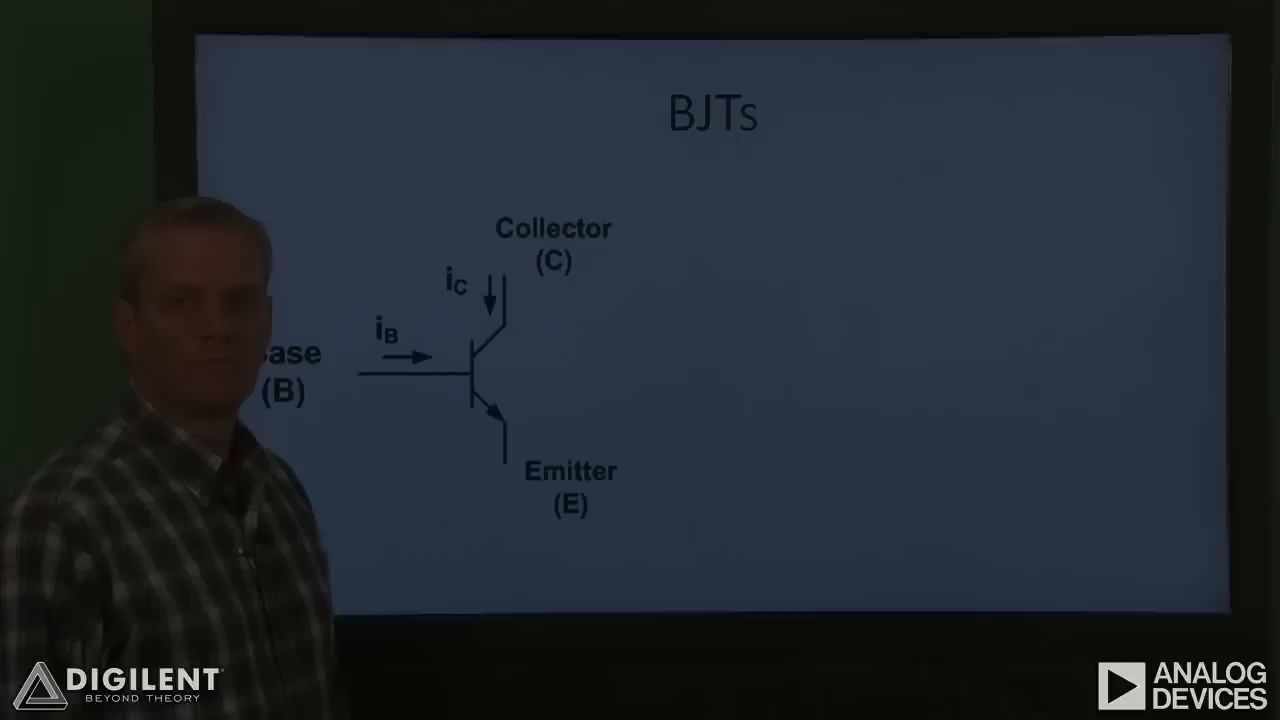 BJTs
Collector
(C)
iC
iB
ase
(B)
Emitter
(E)
DIGILENT
BEYOND THEORY
ANALOG
DEVICES